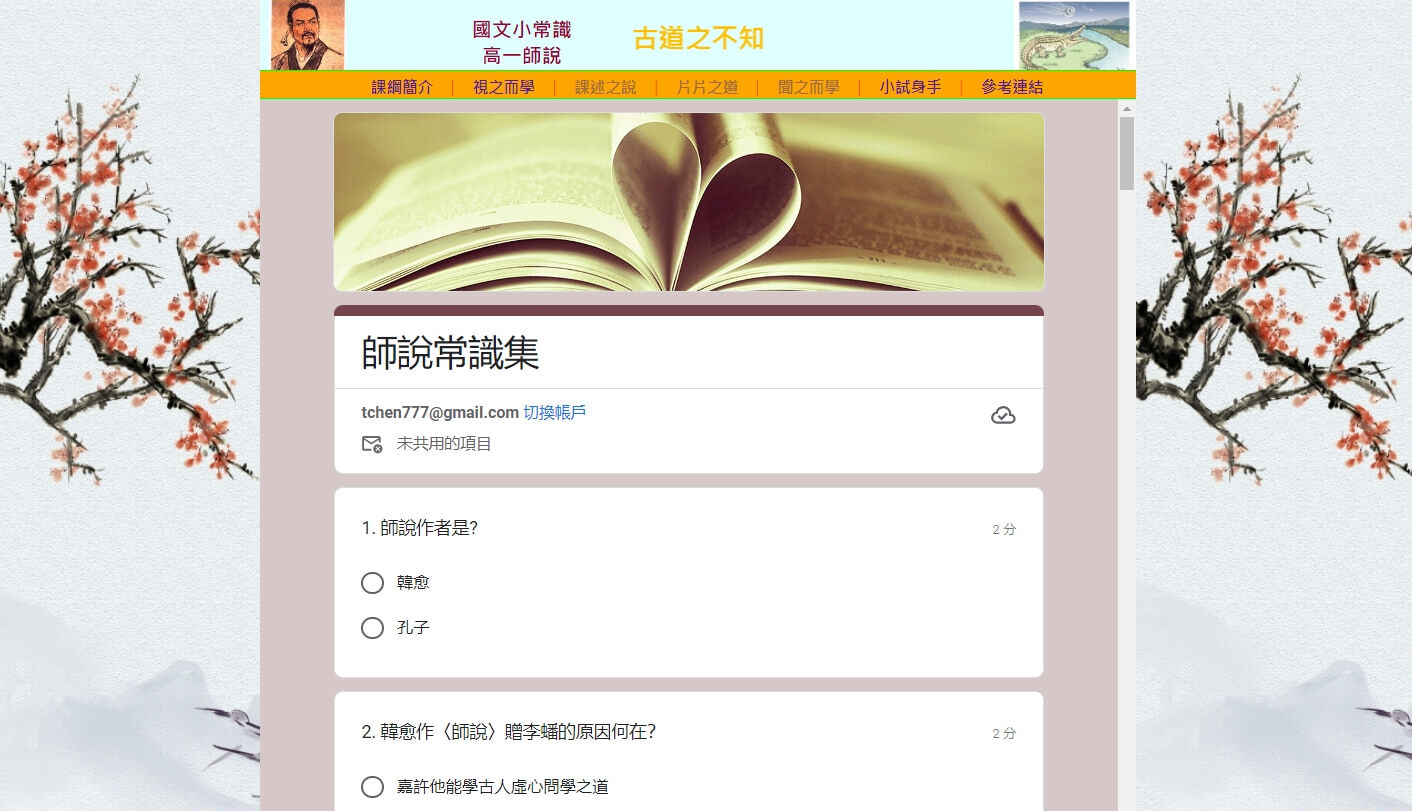 國文小常識
高一師說
古道之不知
課綱簡介 | 視之而學 | 課述之說 | 片片之道 | 聞之而學 | 小試身手 | 參考連結
師說常識集
tchen777@gmail.com 切換帳戶
未共用的項目
1. 師說作者是? 2 分
韓愈
孔子
2. 韓愈作〈師說〉贈李蟠的原因何在? 2 分
嘉許他能學古人虛心問學之道